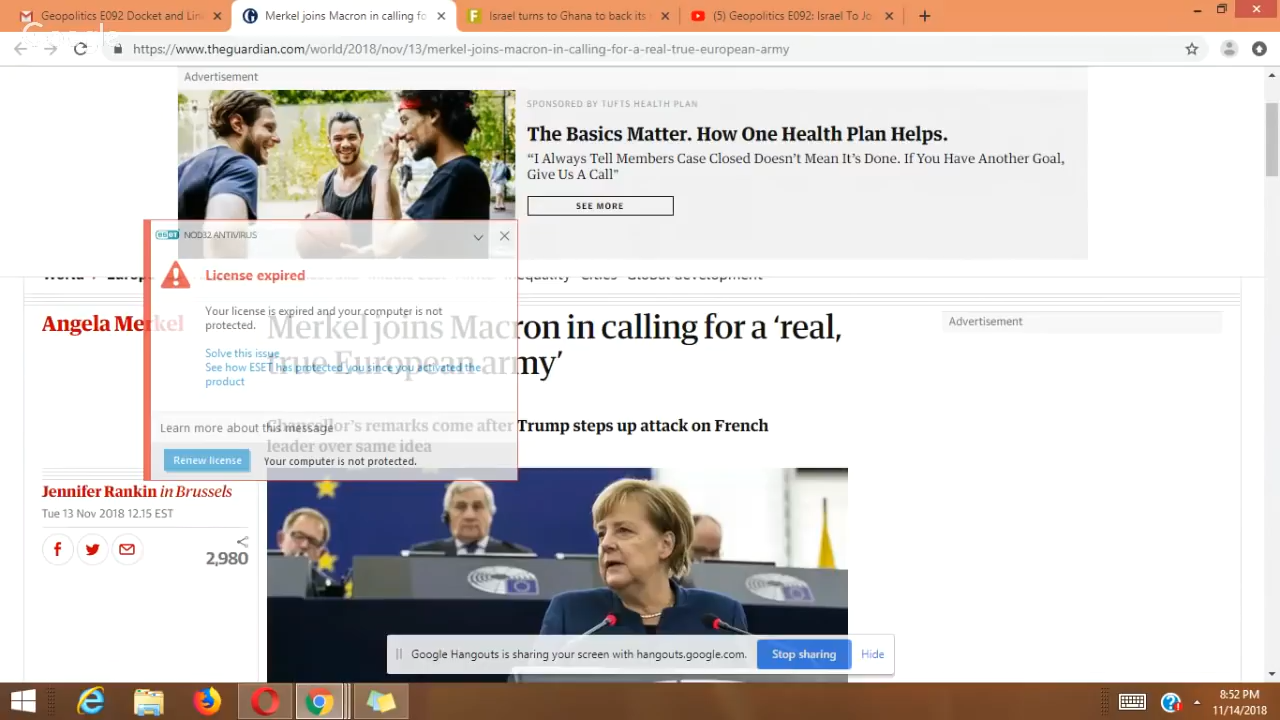 Geopolitics E092 Docket and Lin
Merkel joins Macron in calling fo
Israel turns to Ghana to back its
(5) Geopolitics E092: Israel To Jo
Google
https://www.theguardian.com/world/2018/nov/13/merkel-joins-macron-in-calling-for-a-real-true-european-army
Advertisement
SPONSORED BY TUFTS HEALTH PLAN
The Basics Matter. How One Health Plan Helps.
“I Always Tell Members Case Closed Doesn’t Mean It’s Done. If You Have Another Goal,
Give Us A Call”
SEE MORE
eset NOD32 ANTIVIRUS
License expired
Your license is expired and your computer is not
protected.
Solve this issue
See how ESET has protected you since you activated the
product
Learn more about this message
Renew license
Your computer is not protected.
Cities Global development
Angela Merkel
Merkel joins Macron in calling for a ‘real,
true European army’
Advertisement
Chancellor’s remarks come after Trump steps up attack on French
leader over same idea
Jennifer Rankin in Brussels
Tue 13 Nov 2018 12.15 EST
2,980
Google Hangouts is sharing your screen with hangouts.google.com.
Stop sharing
Hide
8:52 PM
11/14/2018